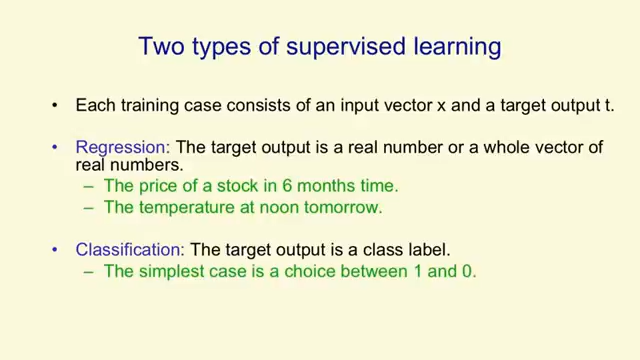 Two types of supervised learning
• Each training case consists of an input vector x and a target output t.
• Regression: The target output is a real number or a whole vector of
real numbers.
– The price of a stock in 6 months time.
– The temperature at noon tomorrow.
• Classification: The target output is a class label.
– The simplest case is a choice between 1 and 0.